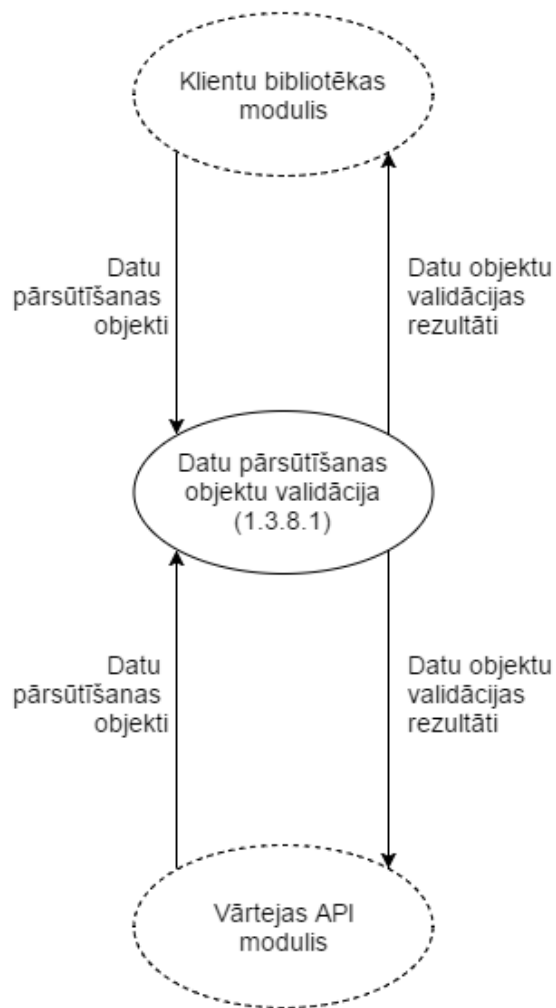 Klientu bibliotēkas
modulis
Datu
pārsūtīšanas
objekti
Datu objektu
validācijas
rezultāti
Datu pārsūtīšanas
objektu validācija
(1.3.8.1)
Datu
pārsūtīšanas
objekti
Datu objektu
validācijas
rezultāti
Vārtejas API
modulis